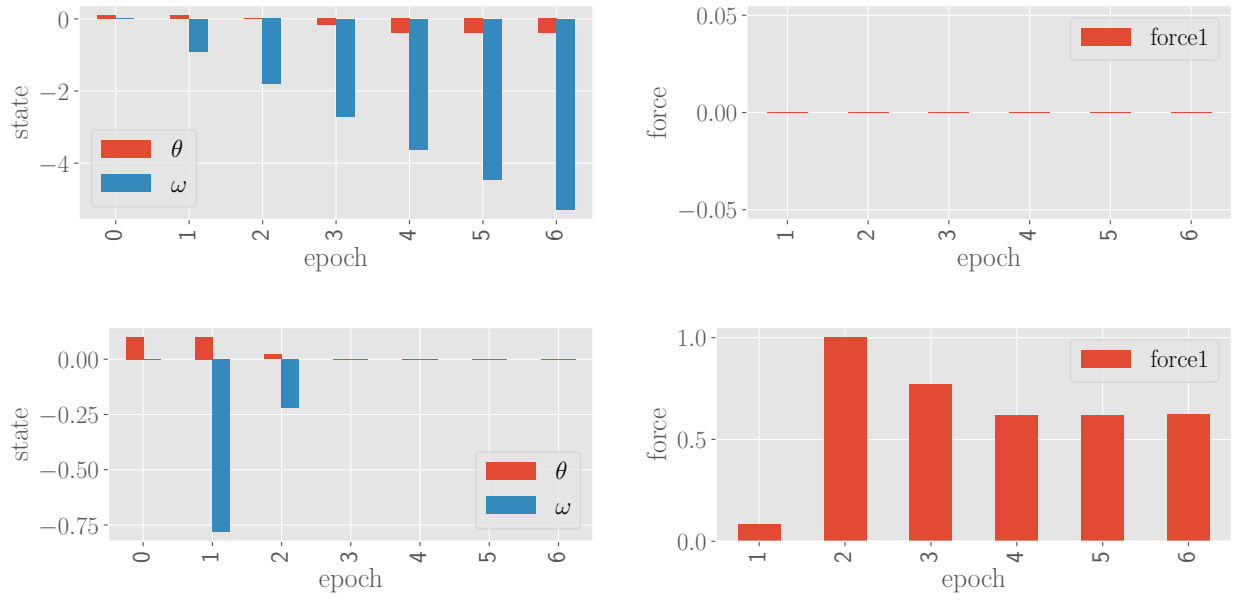 0
−2
−4
state
θ
ω
0 1 2 3 4 5 6
epoch
0.05
0.00
−0.05
force
force1
1 2 3 4 5 6
epoch
0.00
−0.25
−0.50
−0.75
state
θ
ω
0 1 2 3 4 5 6
epoch
1.0
0.5
0.0
force
force1
1 2 3 4 5 6
epoch